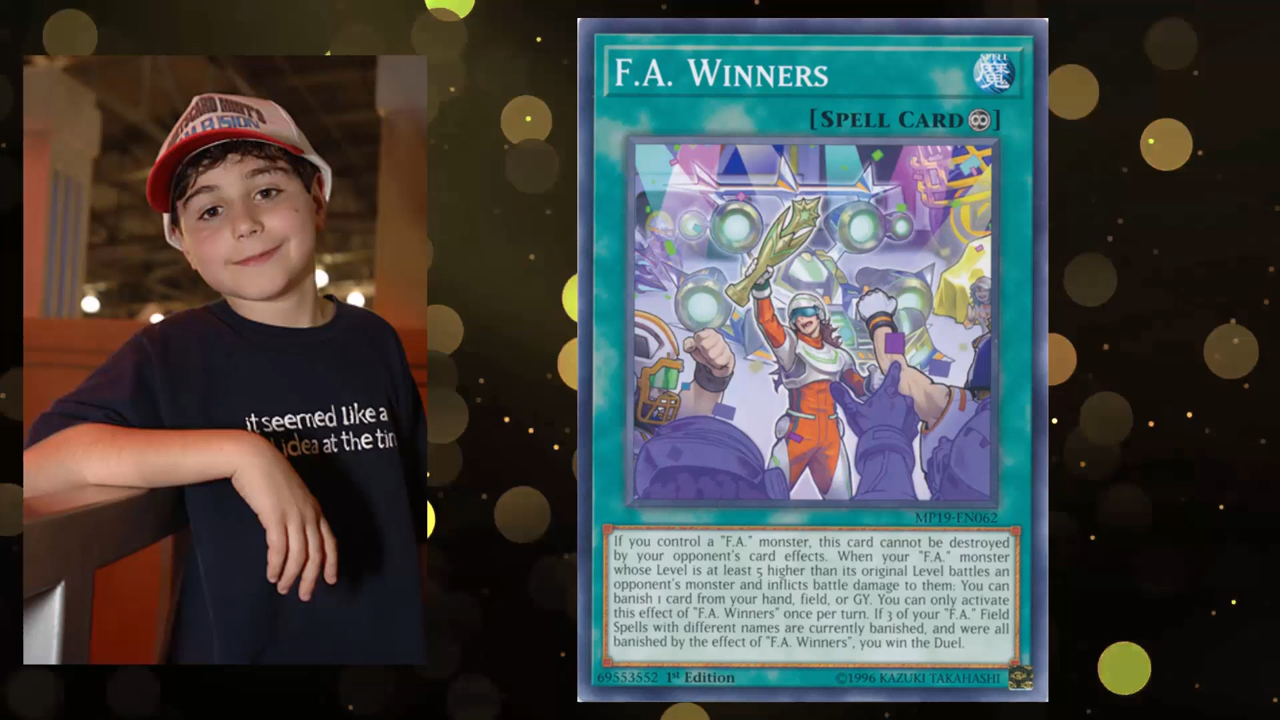 it seemed like a
idea at the tim
F.A. WINNERS
SPELL
魔
[SPELL CARD]
MP19-EN062
If you control a "F.A." monster, this card cannot be destroyed
by your opponent's card effects. When your "F.A." monster
whose Level is at least 5 higher than its original Level battles an
opponent's monster and inflicts battle damage to them: You can
banish 1 card from your hand, field, or GY. You can only activate
this effect of "F.A. Winners" once per turn. If 3 of your "F.A." Field
Spells with different names are currently banished, and were all
banished by the effect of "F.A. Winners", you win the Duel.
69553552 1st Edition ©1996 KAZUKI TAKAHASHI